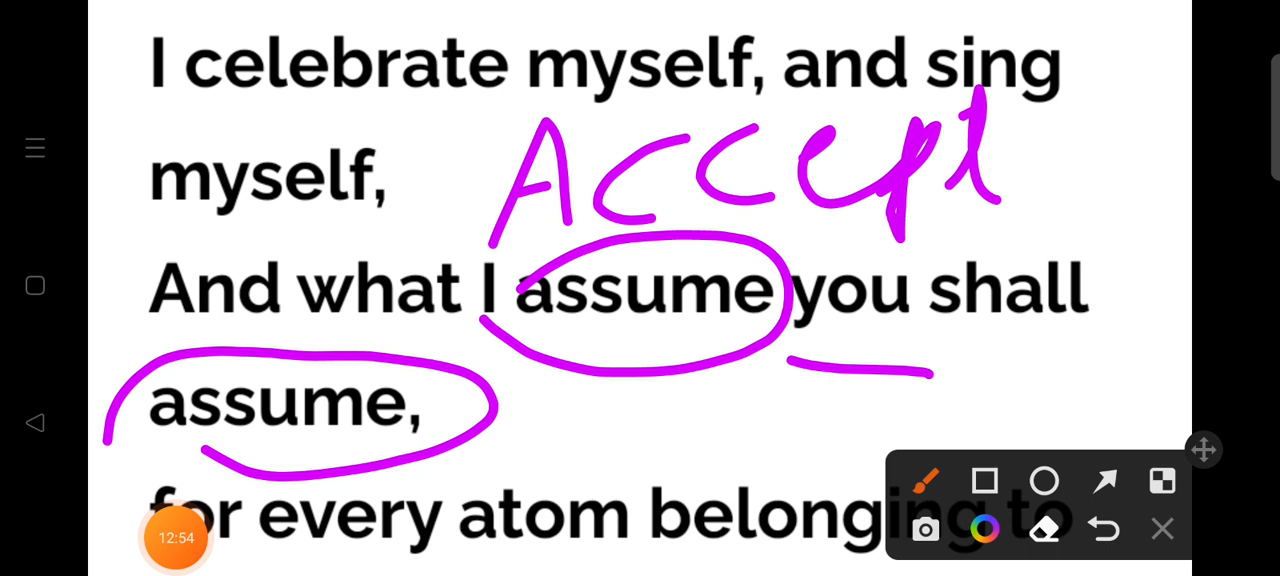 I celebrate myself, and sing
Accept
myself,
And what I assume you shall
assume,
for every atom belonging to
12:54